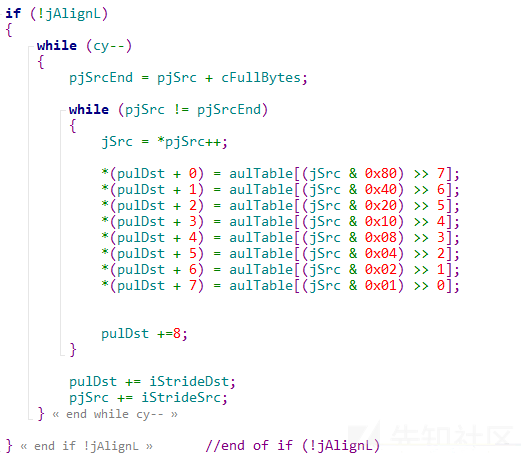 if (!jAlignL)
{
    while (cy--)
    {
        pjSrcEnd = pjSrc + cFullBytes;

        while (pjSrc != pjSrcEnd)
        {
            jSrc = *pjSrc++;

            *(pulDst + 0) = aulTable[(jSrc & 0x80) >> 7];
            *(pulDst + 1) = aulTable[(jSrc & 0x40) >> 6];
            *(pulDst + 2) = aulTable[(jSrc & 0x20) >> 5];
            *(pulDst + 3) = aulTable[(jSrc & 0x10) >> 4];
            *(pulDst + 4) = aulTable[(jSrc & 0x08) >> 3];
            *(pulDst + 5) = aulTable[(jSrc & 0x04) >> 2];
            *(pulDst + 6) = aulTable[(jSrc & 0x02) >> 1];
            *(pulDst + 7) = aulTable[(jSrc & 0x01) >> 0];

            pulDst +=8;
        }

        pulDst += iStrideDst;
        pjSrc += iStrideSrc;
    } « end while cy-- »

} « end if !jAlignL »      //end of if (!jAlignL)